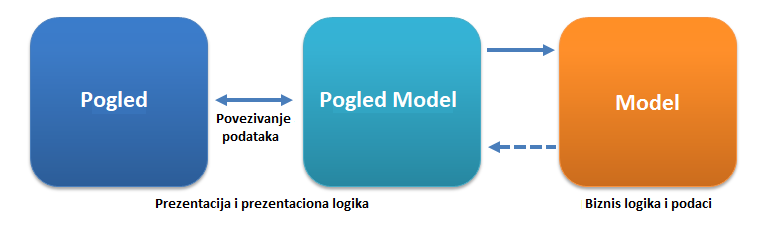 Pogled
Povezivanje
podataka
Pogled Model
Model
Prezentacija i prezentaciona logika
Biznis logika i podaci